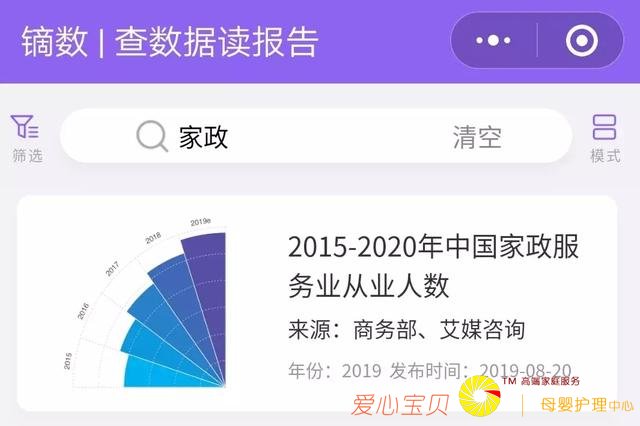 镝数 | 查数据读报告
筛选
家政
清空
模式
2015-2020年中国家政服
务业从业人数
来源：商务部、艾媒咨询
年份：2019 发布时间：2019-08-20
2019e
2018
2017
2016
2015
爱心宝贝
TM 高端家庭服务
母婴护理中心